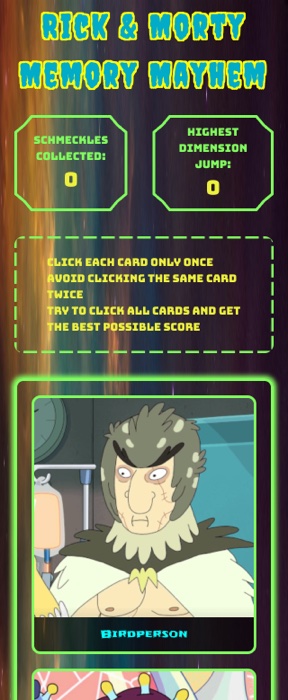 RICK & MORTY
MEMORY MAYHEM
SCHMECKLES
COLLECTED:
0
HIGHEST
DIMENSION
JUMP:
0
CLICK EACH CARD ONLY ONCE
AVOID CLICKING THE SAME CARD
TWICE
TRY TO CLICK ALL CARDS AND GET
THE BEST POSSIBLE SCORE
BIRDPERSON